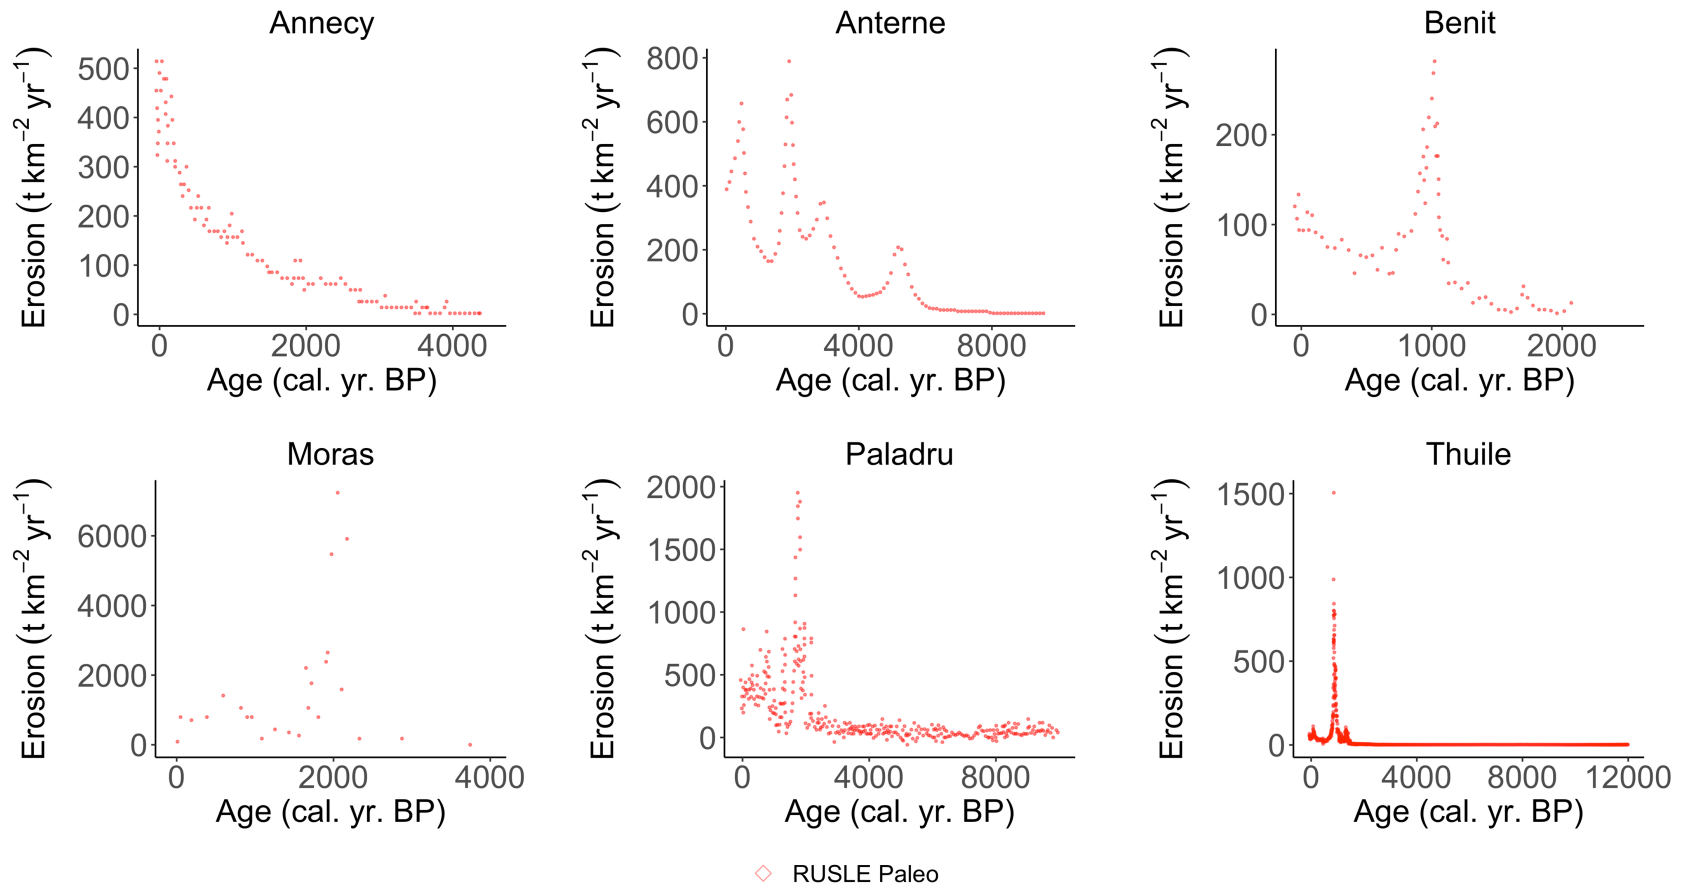 Annecy
Erosion (t km⁻² yr⁻¹)
500
400
300
200
100
0
0 2000 4000
Age (cal. yr. BP)
Anterne
Erosion (t km⁻² yr⁻¹)
800
600
400
200
0
0 4000 8000
Age (cal. yr. BP)
Benit
Erosion (t km⁻² yr⁻¹)
200
100
0
0 1000 2000
Age (cal. yr. BP)
Moras
Erosion (t km⁻² yr⁻¹)
6000
4000
2000
0
0 2000 4000
Age (cal. yr. BP)
Paladru
Erosion (t km⁻² yr⁻¹)
2000
1500
1000
500
0
0 4000 8000
Age (cal. yr. BP)
Thuile
Erosion (t km⁻² yr⁻¹)
1500
1000
500
0
0 4000 8000 12000
Age (cal. yr. BP)
RUSLE Paleo